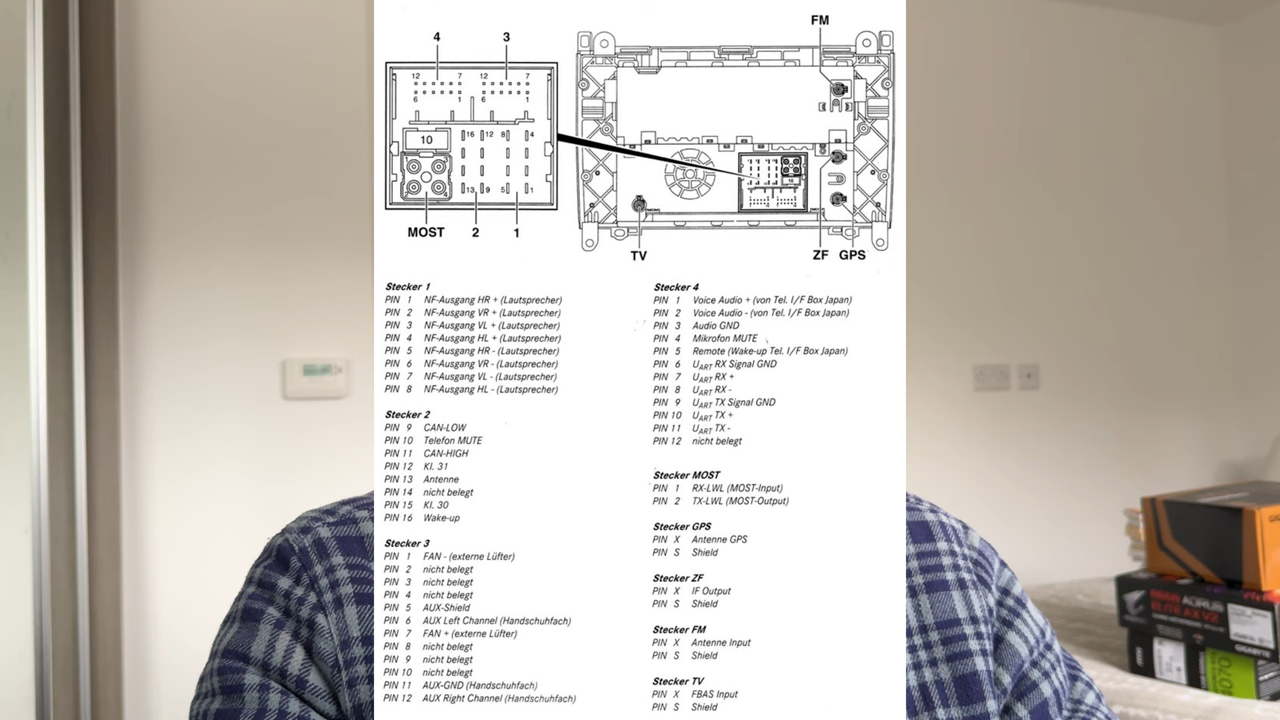 FM
4 3
12 7 12 7
6 1 6 1
10
16 12 8 4
13 9 5 1
4
MOST 2 1
TV ZF GPS
Stecker 1
PIN 1 NF-Ausgang HR + (Lautsprecher)
PIN 2 NF-Ausgang VR + (Lautsprecher)
PIN 3 NF-Ausgang VL + (Lautsprecher)
PIN 4 NF-Ausgang HL + (Lautsprecher)
PIN 5 NF-Ausgang HR - (Lautsprecher)
PIN 6 NF-Ausgang VR - (Lautsprecher)
PIN 7 NF-Ausgang VL - (Lautsprecher)
PIN 8 NF-Ausgang HL - (Lautsprecher)
Stecker 2
PIN 9 CAN-LOW
PIN 10 Telefon MUTE
PIN 11 CAN-HIGH
PIN 12 Kl. 31
PIN 13 Antenne
PIN 14 nicht belegt
PIN 15 Kl. 30
PIN 16 Wake-up
Stecker 3
PIN 1 FAN - (externe Lüfter)
PIN 2 nicht belegt
PIN 3 nicht belegt
PIN 4 nicht belegt
PIN 5 AUX-Shield
PIN 6 AUX Left Channel (Handschuhfach)
PIN 7 FAN + (externe Lüfter)
PIN 8 nicht belegt
PIN 9 nicht belegt
PIN 10 nicht belegt
PIN 11 AUX-GND (Handschuhfach)
PIN 12 AUX Right Channel (Handschuhfach)
Stecker 4
PIN 1 Voice Audio + (von Tel. I/F Box Japan)
PIN 2 Voice Audio - (von Tel. I/F Box Japan)
PIN 3 Audio GND
PIN 4 Mikrofon MUTE
PIN 5 Remote (Wake-up Tel. I/F Box Japan)
PIN 6 UART RX Signal GND
PIN 7 UART RX +
PIN 8 UART RX -
PIN 9 UART TX Signal GND
PIN 10 UART TX +
PIN 11 UART TX -
PIN 12 nicht belegt
Stecker MOST
PIN 1 RX-LWL (MOST-Input)
PIN 2 TX-LWL (MOST-Output)
Stecker GPS
PIN X Antenne GPS
PIN S Shield
Stecker ZF
PIN X IF Output
PIN S Shield
Stecker FM
PIN X Antenne Input
PIN S Shield
Stecker TV
PIN X FBAS Input
PIN S Shield
AORUS
ELITE AX V2
GIGABYTE
4070